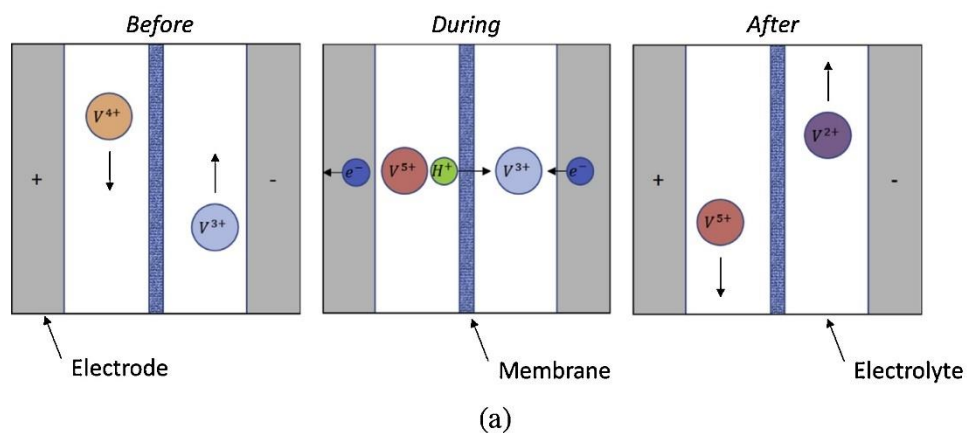 Before
During
After
V⁴⁺
+
V³⁺
-
e⁻
V⁵⁺
H⁺
V³⁺
e⁻
+
V⁵⁺
V²⁺
-
Electrode
Membrane
Electrolyte
(a)